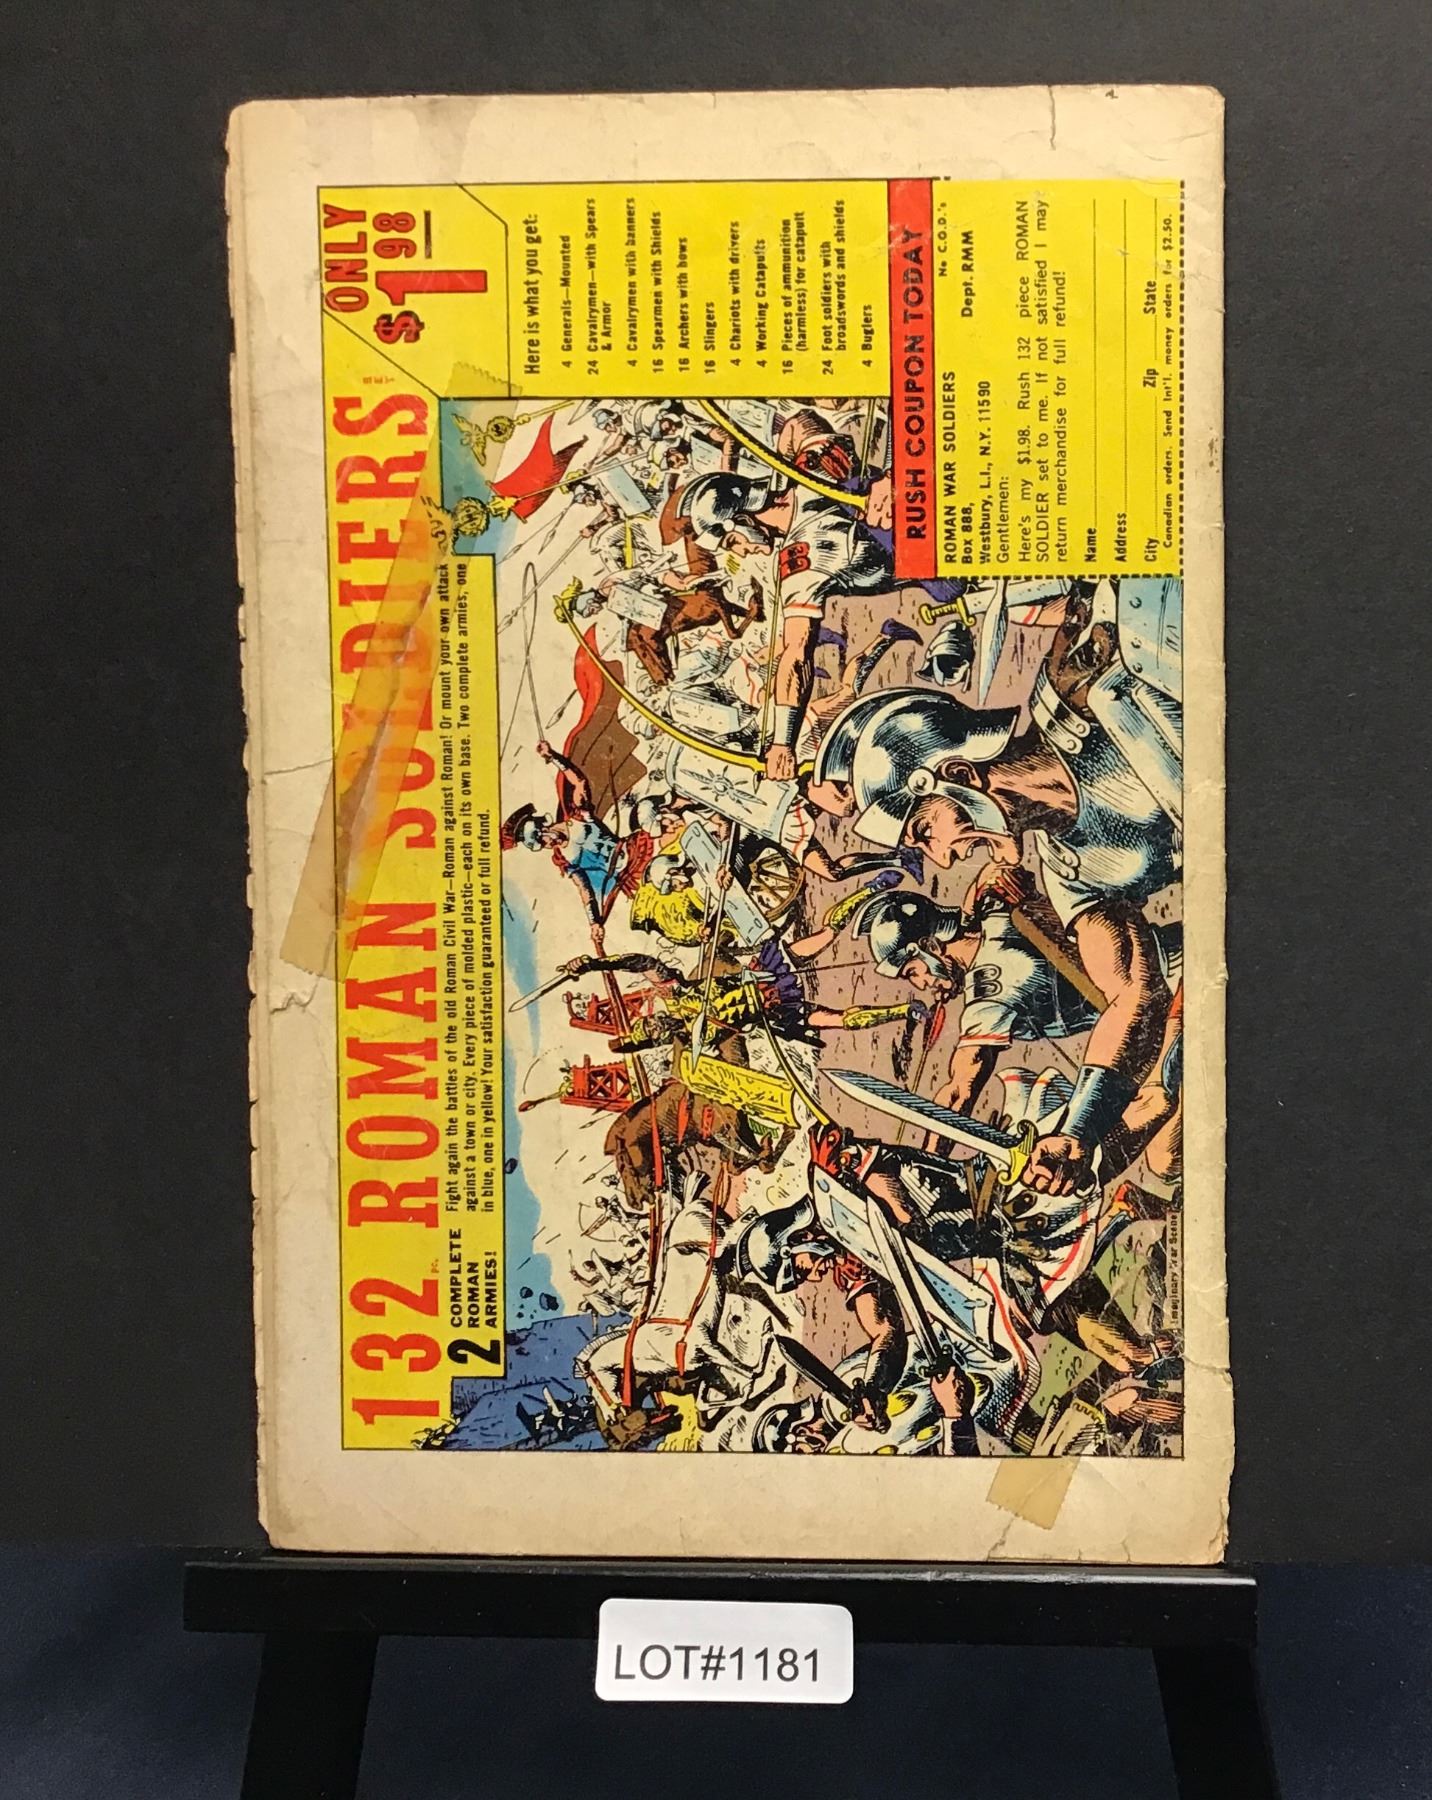 132 PC. ROMAN SOLDIERS SET
ONLY
$1 98
2 COMPLETE
ROMAN
ARMIES!
Fight again the battles of the old Roman Civil War—Roman against Roman! Or mount your own attack
against a town or city. Every piece of molded plastic—each on its own base. Two complete armies, one
in blue, one in yellow! Your satisfaction guaranteed or full refund.
Here is what you get:
4 Generals—Mounted
24 Cavalrymen—with Spears
& Armor
4 Cavalrymen with banners
16 Spearmen with Shields
16 Archers with bows
16 Slingers
4 Chariots with drivers
4 Working Catapults
16 Pieces of ammunition
(harmless) for catapult
24 Foot soldiers with
broadswords and shields
4 Buglers
RUSH COUPON TODAY
No C.O.D.'s
ROMAN WAR SOLDIERS
Box 888, Dept. RMM
Westbury, L.I., N.Y. 11590
Gentlemen:
Here's my $1.98. Rush 132 piece ROMAN
SOLDIER set to me. If not satisfied I may
return merchandise for full refund!
Name
Address
City Zip State
Canadian orders. Send Int'l. money orders for $2.50.
Imaginary War Scene
LOT#1181